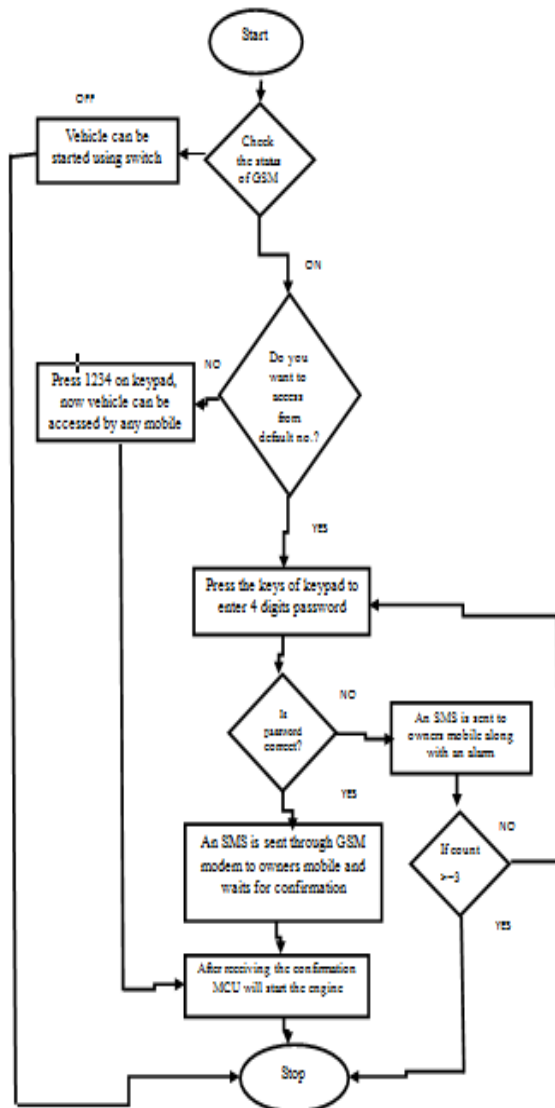 Start
OFF
Vehicle can be
started using switch
Check
the status
of GSM
ON
Do you
want to
access
from
default no.?
NO
Press 1234 on keypad,
now vehicle can be
accessed by any mobile
YES
Press the keys of keypad to
enter 4 digits password
Is
password
correct?
NO
An SMS is sent to
owners mobile along
with an alarm
YES
An SMS is sent through GSM
modem to owners mobile and
waits for confirmation
If count
>=3
NO
YES
After receiving the confirmation
MCU will start the engine
Stop